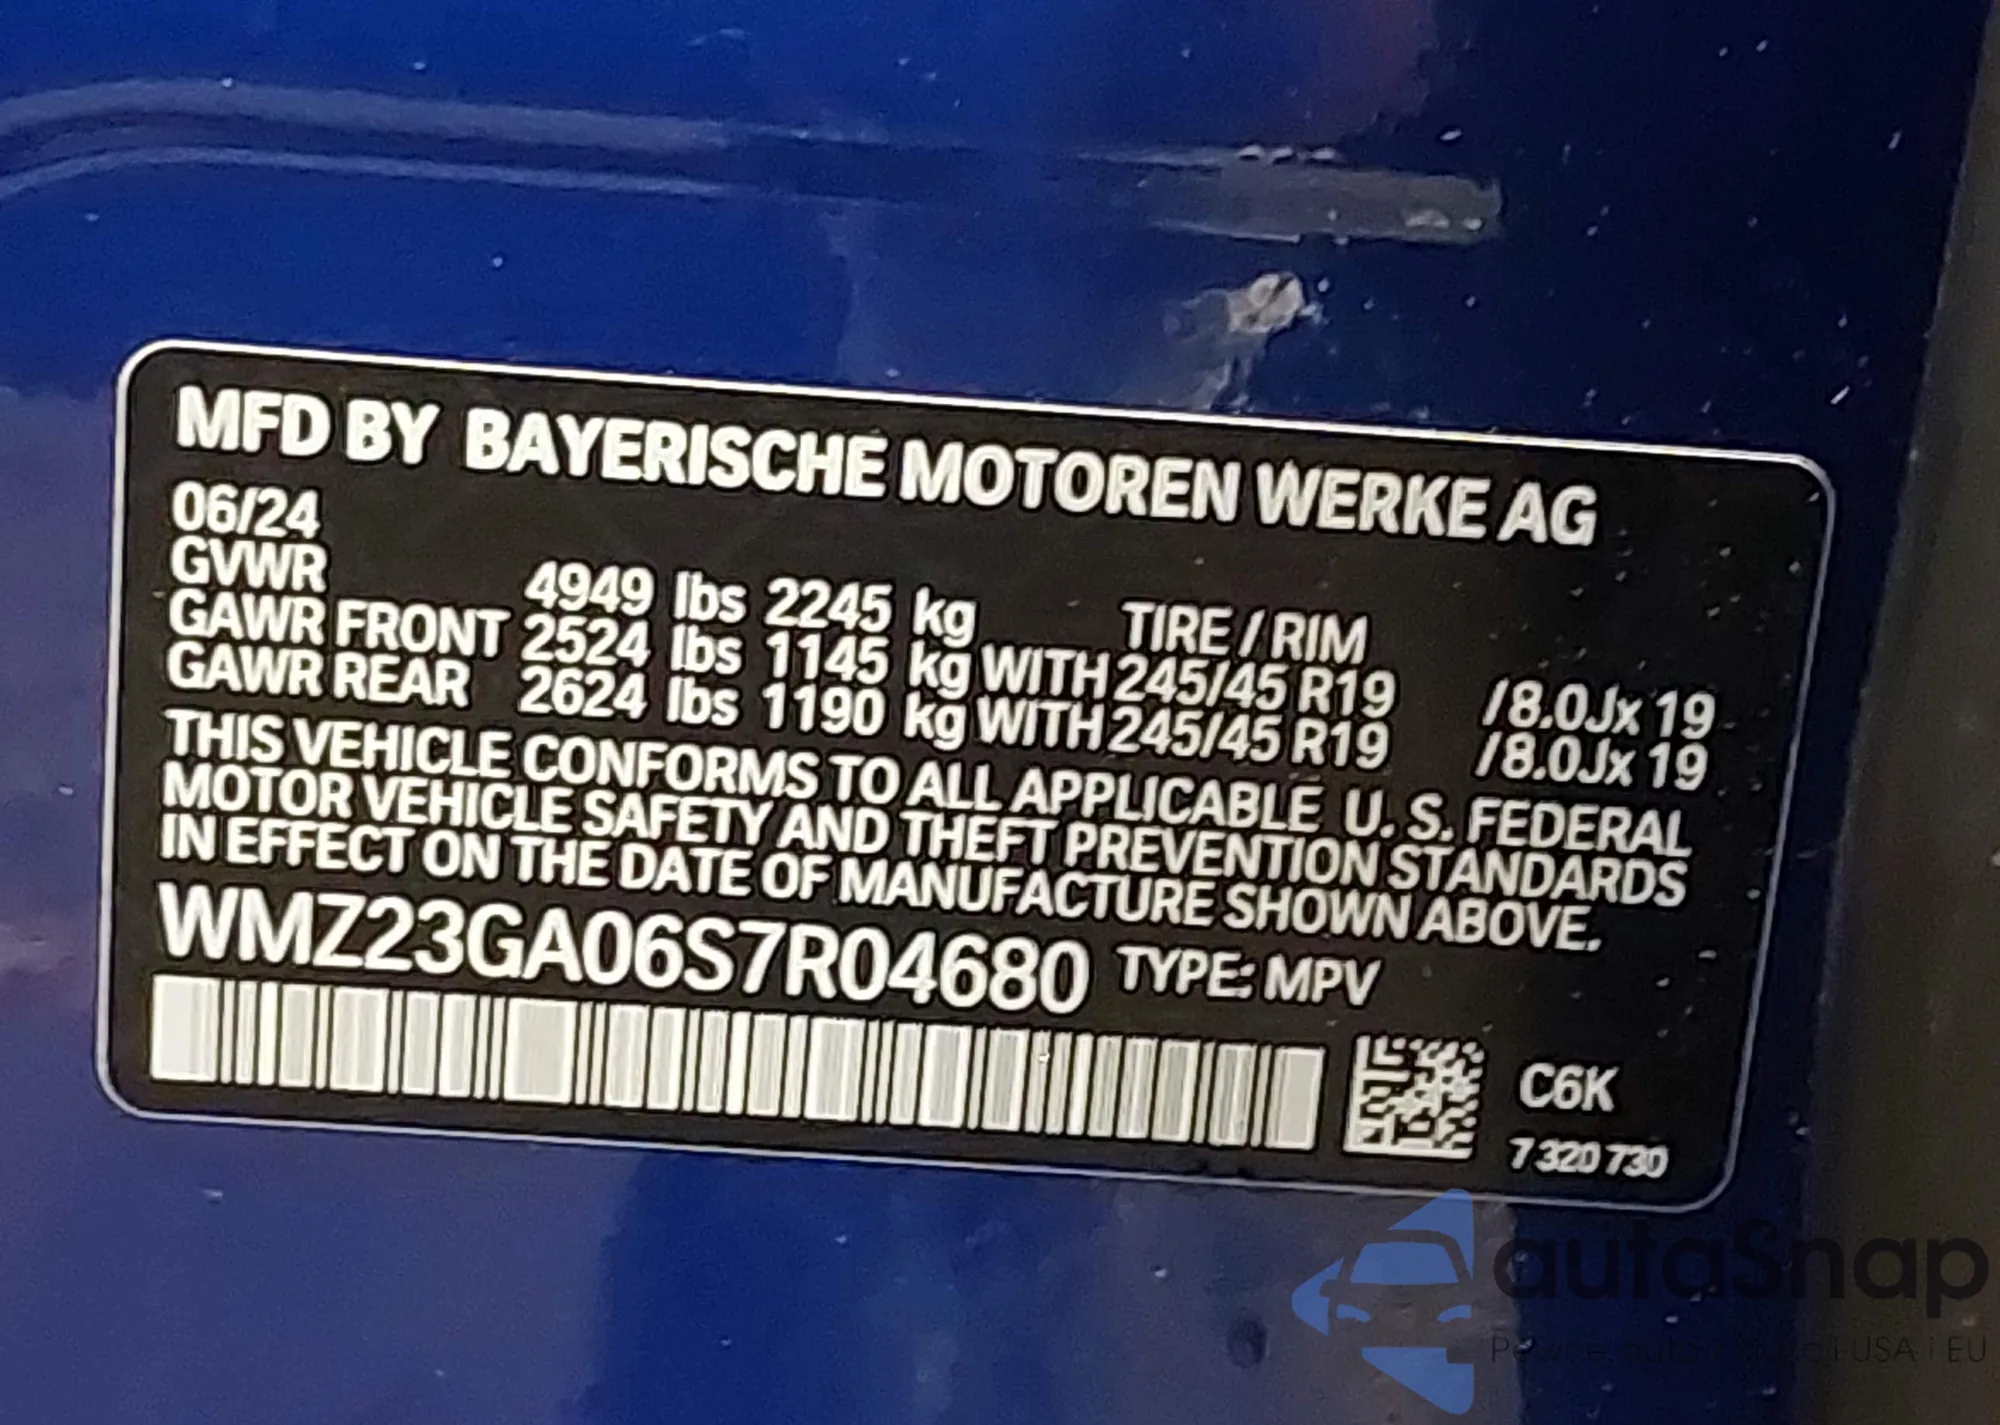 MFD BY BAYERISCHE MOTOREN WERKE AG
06/24
GVWR 4949 lbs 2245 kg TIRE / RIM
GAWR FRONT 2524 lbs 1145 kg WITH 245/45 R19 /8.0Jx 19
GAWR REAR 2624 lbs 1190 kg WITH 245/45 R19 /8.0Jx 19
THIS VEHICLE CONFORMS TO ALL APPLICABLE U. S. FEDERAL
MOTOR VEHICLE SAFETY AND THEFT PREVENTION STANDARDS
IN EFFECT ON THE DATE OF MANUFACTURE SHOWN ABOVE.
WMZ23GA06S7R04680 TYPE: MPV
C6K
7 320 730
autaSnap
USA i EU